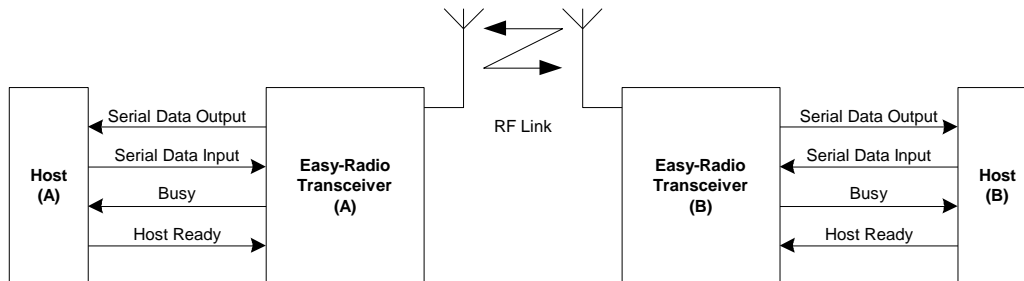 Serial Data Output
Serial Data Input
Busy
Host Ready
Host
(A)
Easy-Radio
Transceiver
(A)
RF Link
Easy-Radio
Transceiver
(B)
Serial Data Output
Serial Data Input
Busy
Host Ready
Host
(B)